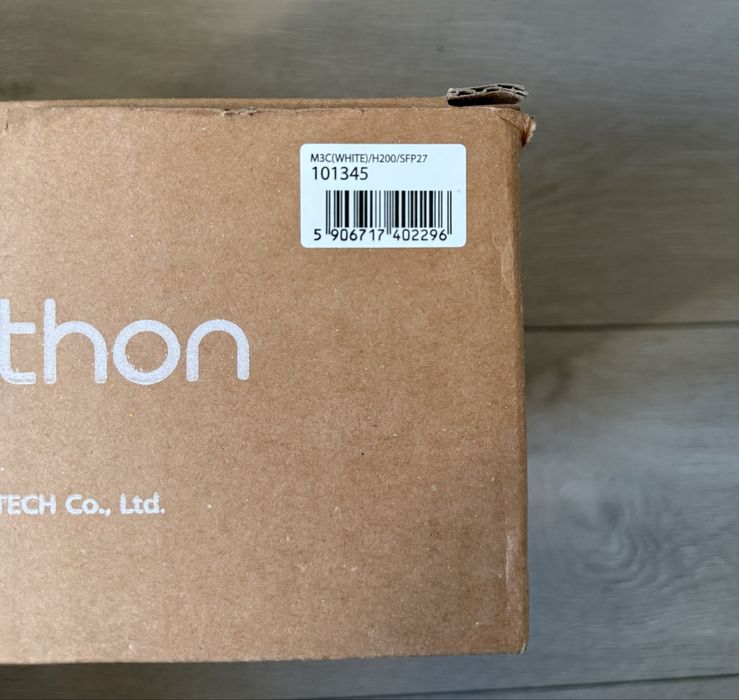 M3C(WHITE)/H200/SFP27
101345
5 906717 402296
thon
TECH Co., Ltd.